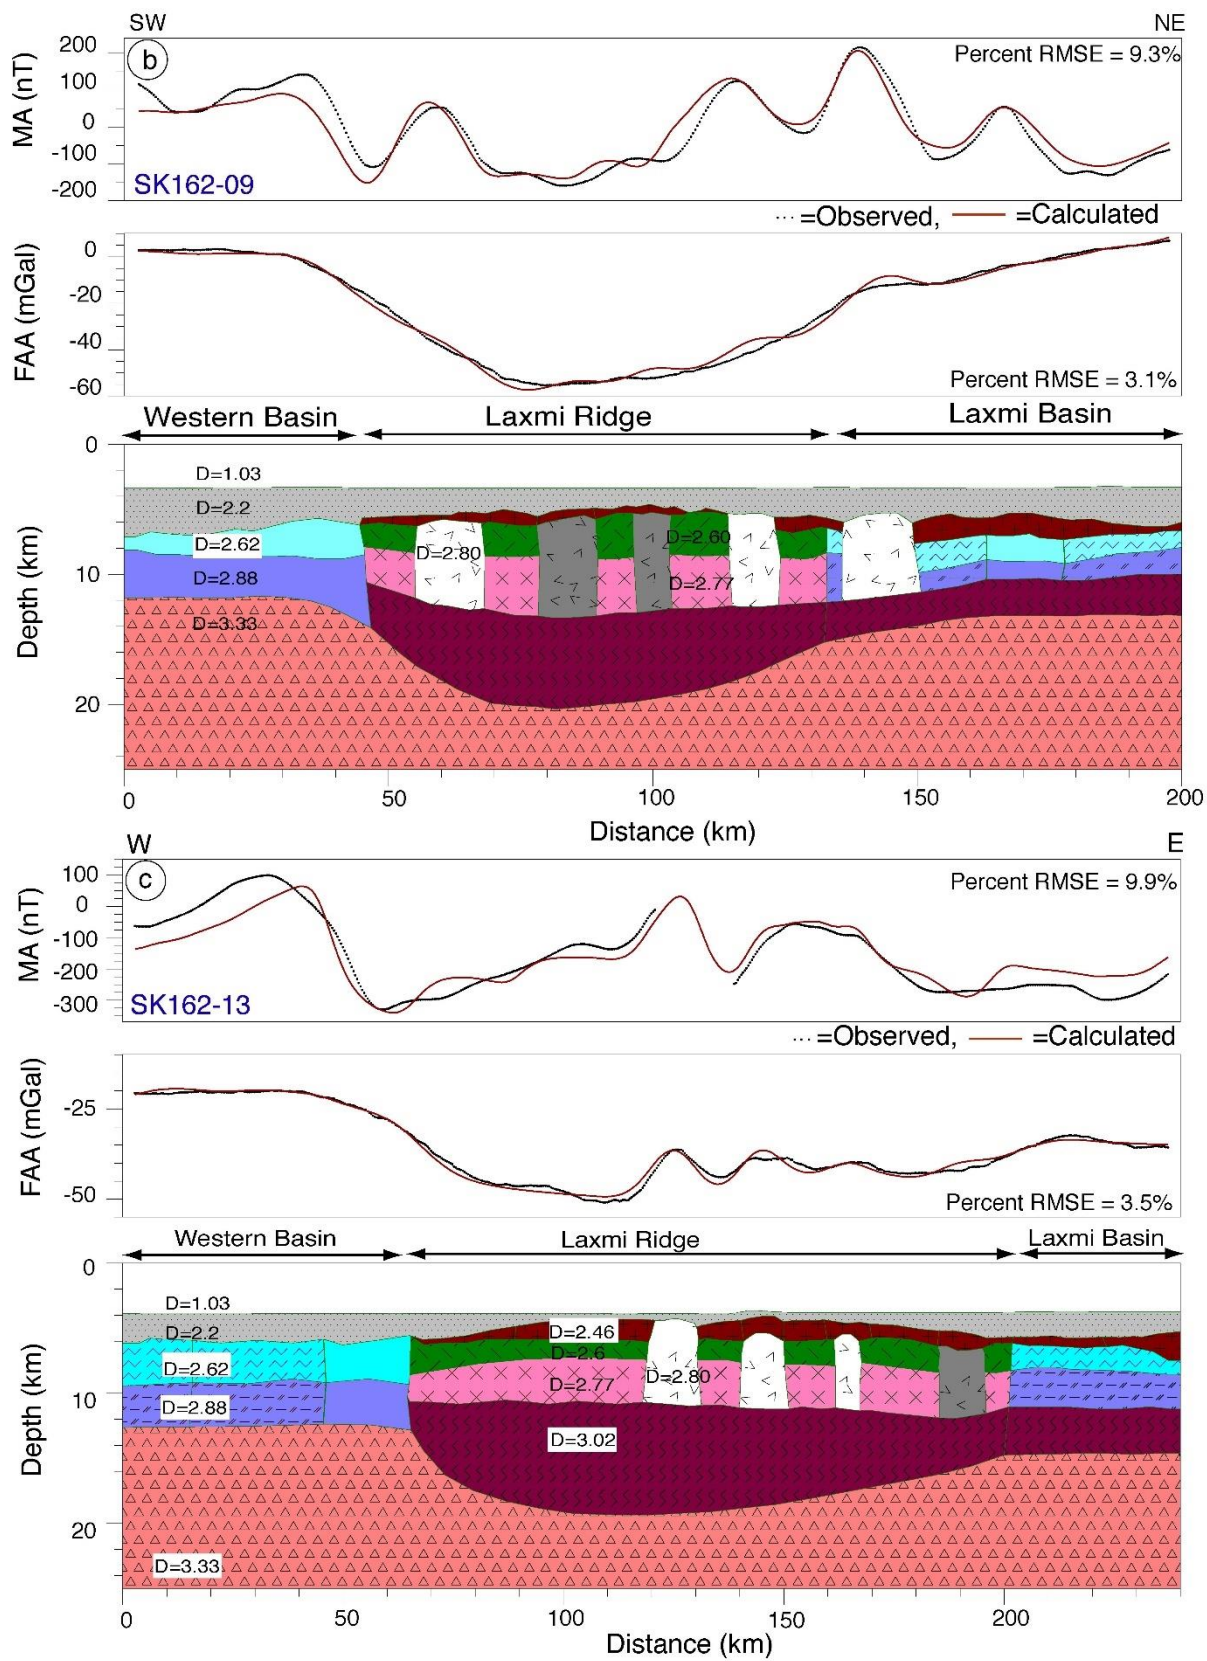 SW NE
b
Percent RMSE = 9.3%
MA (nT)
200
100
0
-100
-200
SK162-09
···=Observed, — =Calculated
FAA (mGal)
0
-20
-40
-60
Percent RMSE = 3.1%
Western Basin Laxmi Ridge Laxmi Basin
Depth (km)
0
10
20
D=1.03
D=2.2
D=2.62
D=2.80
D=2.60
D=2.88
D=2.77
D=3.33
0 50 100 150 200
Distance (km)
W E
c
Percent RMSE = 9.9%
MA (nT)
100
0
-100
-200
-300
SK162-13
···=Observed, — =Calculated
FAA (mGal)
-25
-50
Percent RMSE = 3.5%
Western Basin Laxmi Ridge Laxmi Basin
Depth (km)
0
10
20
D=1.03
D=2.2
D=2.46
D=2.6
D=2.62
D=2.80
D=2.77
D=2.88
D=3.02
D=3.33
0 50 100 150 200
Distance (km)